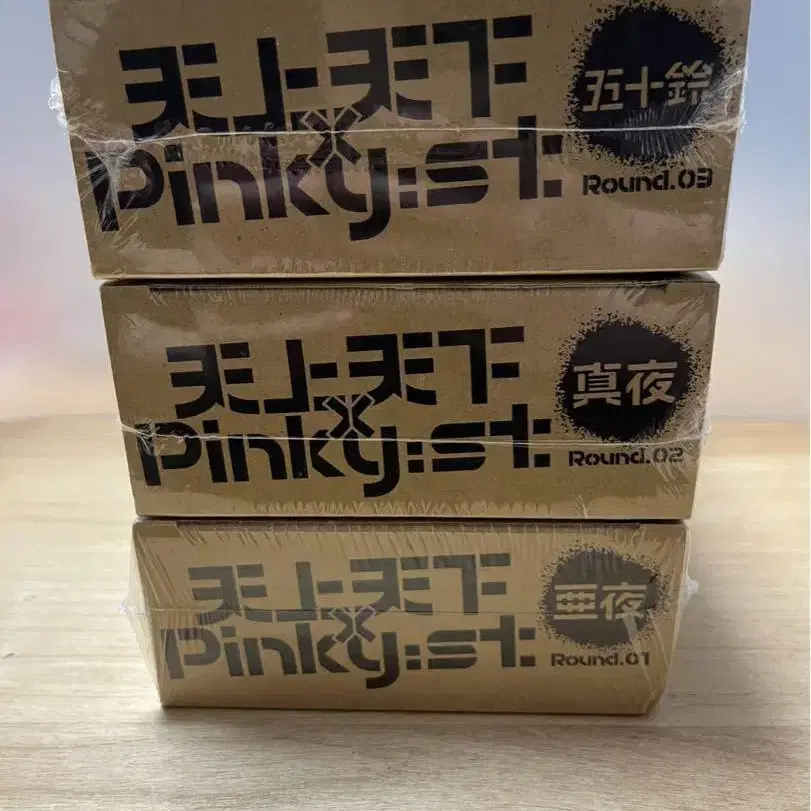 天上天下
×
Pinky:st:
五十鈴
Round.03
天上天下
×
Pinky:st:
真夜
Round.02
天上天下
×
Pinky:st:
亜夜
Round.01